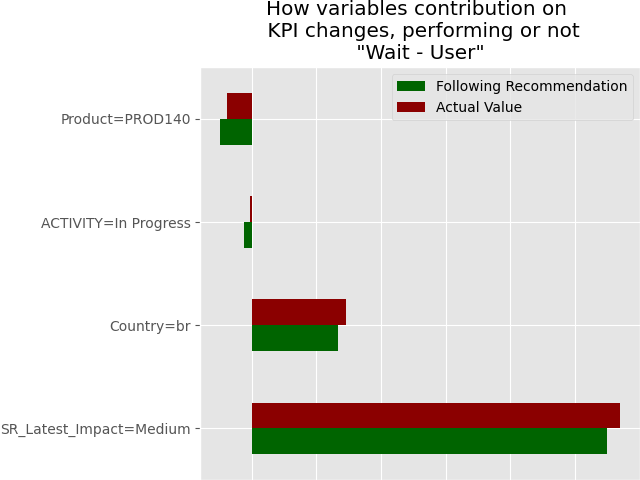 How variables contribution on
KPI changes, performing or not
"Wait - User"
Following Recommendation
Actual Value
Product=PROD140
ACTIVITY=In Progress
Country=br
SR_Latest_Impact=Medium